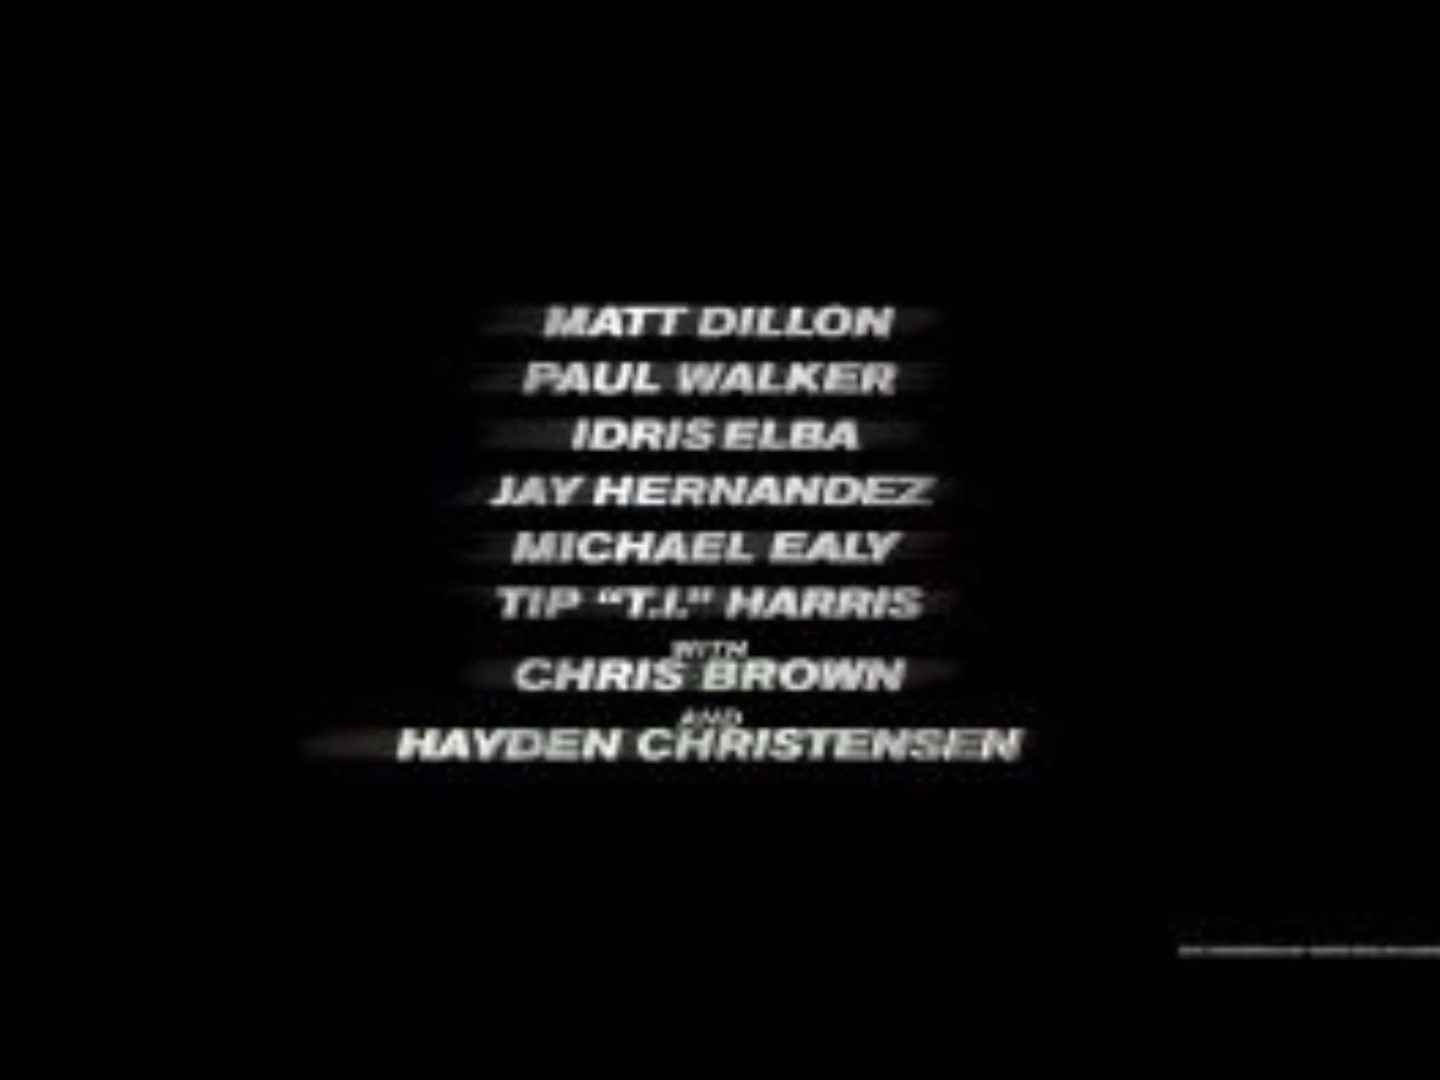 MATT DILLON
PAUL WALKER
IDRIS ELBA
JAY HERNANDEZ
MICHAEL EALY
TIP “T.I.” HARRIS
WITH
CHRIS BROWN
AND
HAYDEN CHRISTENSEN